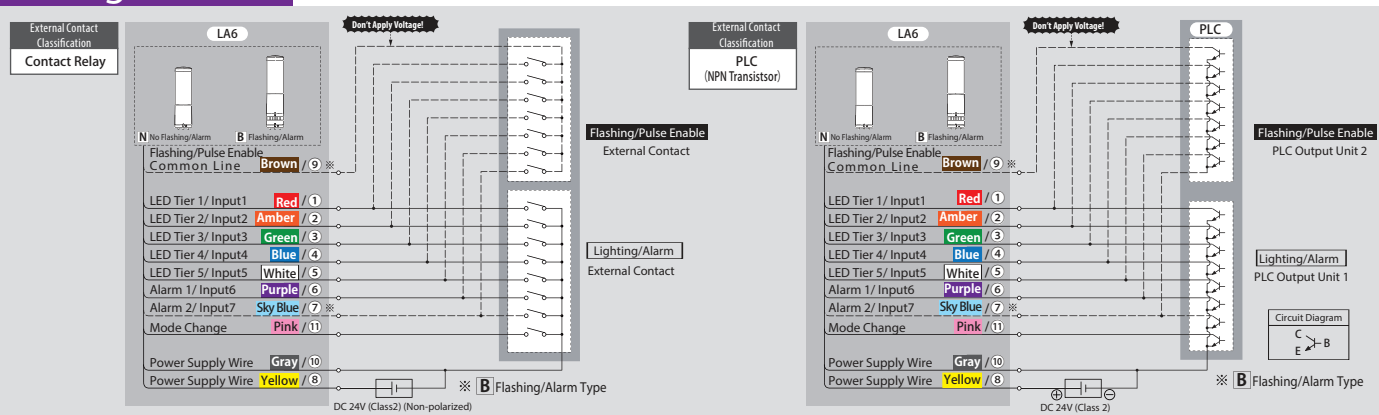 External Contact
Classification
Contact Relay
LA6
Don't Apply Voltage!
N No Flashing/Alarm
B Flashing/Alarm
Flashing/Pulse Enable
Common Line Brown / ⑨ ※
LED Tier 1/ Input1 Red / ①
LED Tier 2/ Input2 Amber / ②
LED Tier 3/ Input3 Green / ③
LED Tier 4/ Input4 Blue / ④
LED Tier 5/ Input5 White / ⑤
Alarm 1/ Input6 Purple / ⑥
Alarm 2/ Input7 Sky Blue / ⑦ ※
Mode Change Pink / ⑪
Power Supply Wire Gray / ⑩
Power Supply Wire Yellow / ⑧
DC 24V (Class2) (Non-polarized)
Flashing/Pulse Enable
External Contact
Lighting/Alarm
External Contact
※ B Flashing/Alarm Type
External Contact
Classification
PLC
(NPN Transistsor)
LA6
Don't Apply Voltage!
PLC
N No Flashing/Alarm
B Flashing/Alarm
Flashing/Pulse Enable
Common Line Brown / ⑨ ※
LED Tier 1/ Input1 Red / ①
LED Tier 2/ Input2 Amber / ②
LED Tier 3/ Input3 Green / ③
LED Tier 4/ Input4 Blue / ④
LED Tier 5/ Input5 White / ⑤
Alarm 1/ Input6 Purple / ⑥
Alarm 2/ Input7 Sky Blue / ⑦ ※
Mode Change Pink / ⑪
Power Supply Wire Gray / ⑩
Power Supply Wire Yellow / ⑧
⊕ ⊖
DC 24V (Class 2)
Flashing/Pulse Enable
PLC Output Unit 2
Lighting/Alarm
PLC Output Unit 1
Circuit Diagram
C
B
E
※ B Flashing/Alarm Type